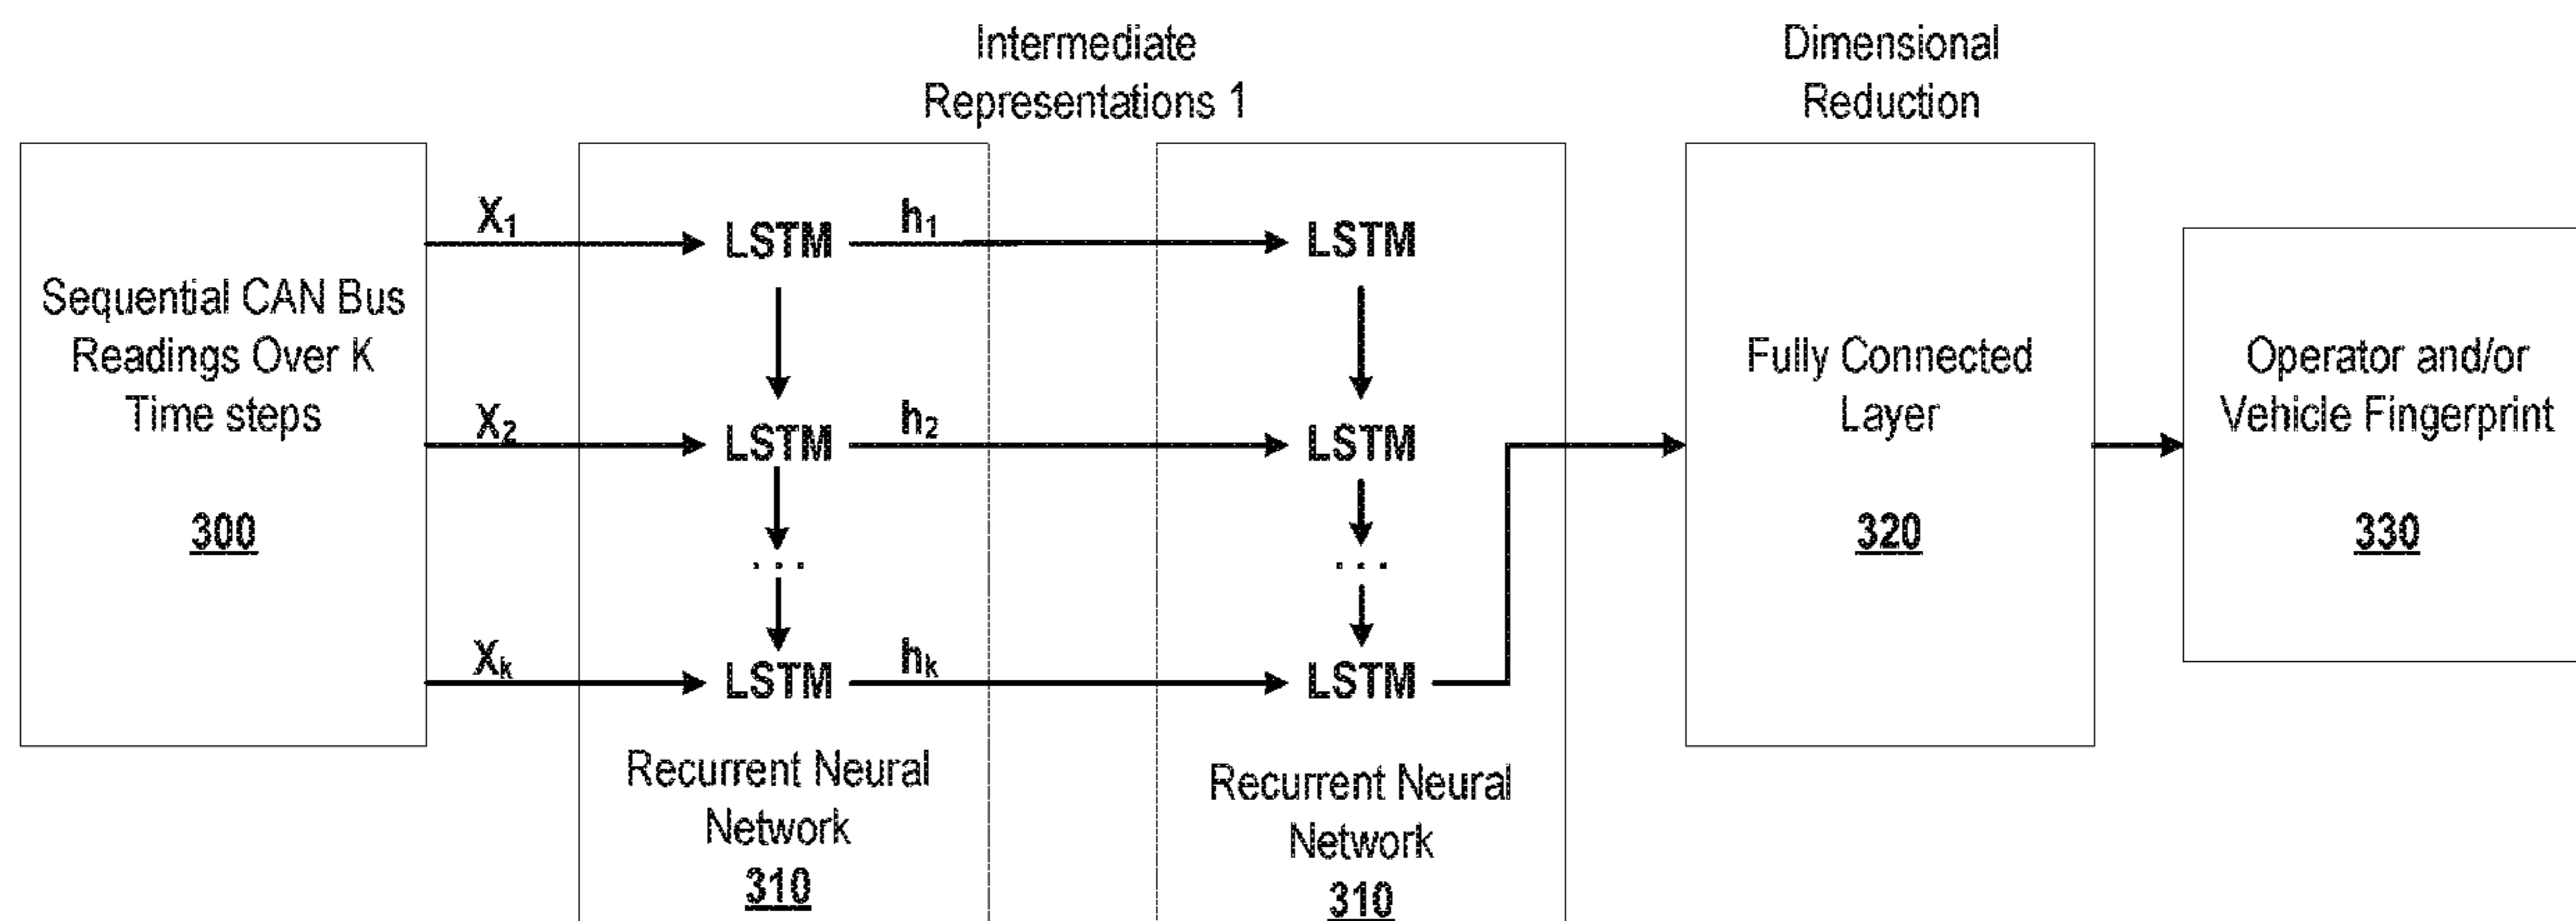 Intermediate
Representations 1
Dimensional
Reduction
Sequential CAN Bus
Readings Over K
Time steps
300
X₁
X₂
Xₖ
LSTM
LSTM
...
LSTM
Recurrent Neural
Network
310
h₁
h₂
hₖ
LSTM
LSTM
...
LSTM
Recurrent Neural
Network
310
Fully Connected
Layer
320
Operator and/or
Vehicle Fingerprint
330